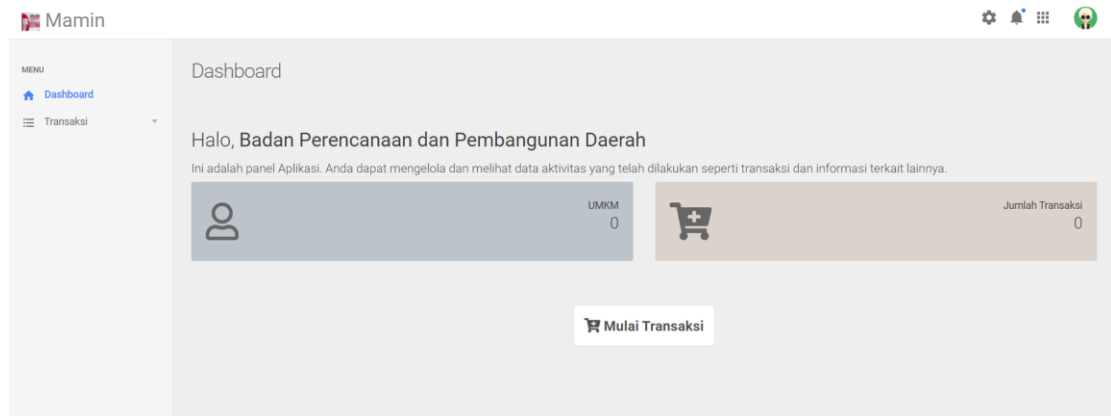 Mamin
MENU
Dashboard
Transaksi
Dashboard
Halo, Badan Perencanaan dan Pembangunan Daerah
Ini adalah panel Aplikasi. Anda dapat mengelola dan melihat data aktivitas yang telah dilakukan seperti transaksi dan informasi terkait lainnya.
UMKM
0
Jumlah Transaksi
0
Mulai Transaksi